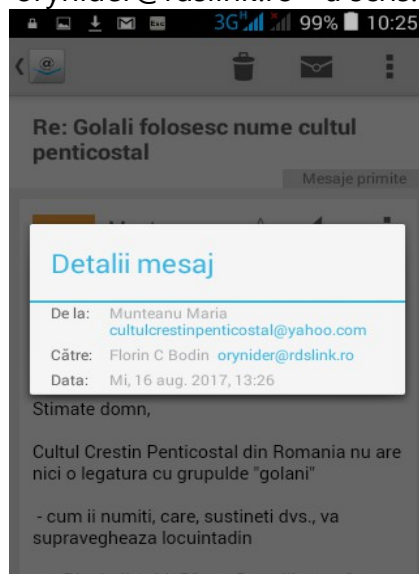 Esc 3G H 99% 10:25
Re: Golali folosesc nume cultul
penticostal
Mesaje primite
Detalii mesaj
De la: Munteanu Maria
cultulcrestinpenticostal@yahoo.com
Către: Florin C Bodin orynider@rdslink.ro
Data: Mi, 16 aug. 2017, 13:26
Stimate domn,
Cultul Crestin Penticostal din Romania nu are
nici o legatura cu grupulde "golani"
- cum ii numiti, care, sustineti dvs., va
supravegheaza locuintadin